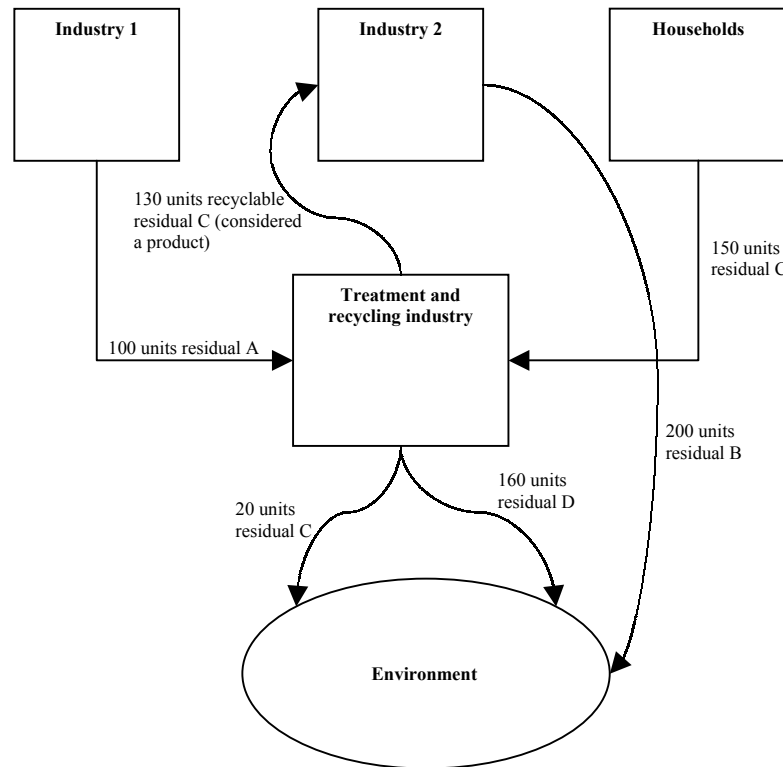 Industry 1
Industry 2
Households
130 units recyclable
residual C (considered
a product)
150 units
residual C
Treatment and
recycling industry
100 units residual A
200 units
residual B
160 units
residual D
20 units
residual C
Environment